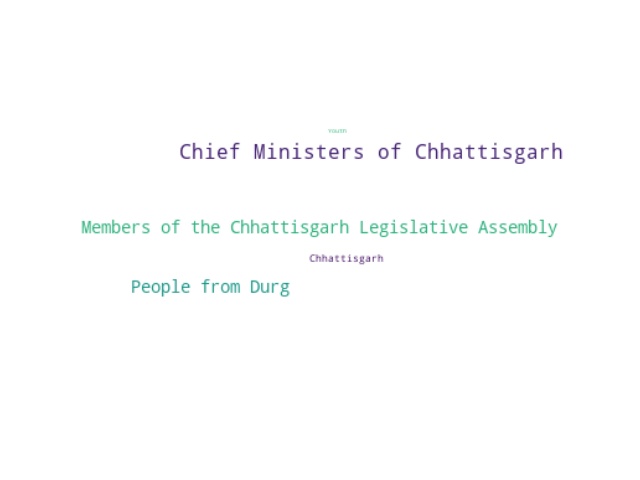 Chief Ministers of Chhattisgarh
Members of the Chhattisgarh Legislative Assembly
Chhattisgarh
People from Durg